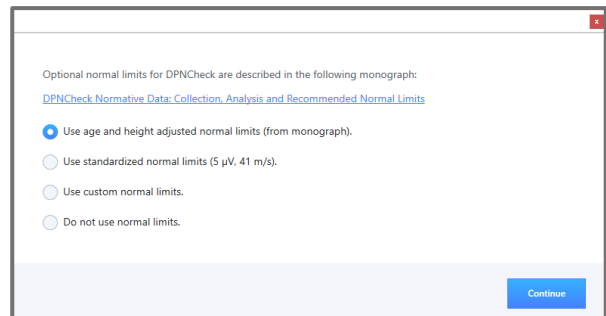 x
Optional normal limits for DPNCheck are described in the following monograph:
DPNCheck Normative Data: Collection, Analysis and Recommended Normal Limits
Use age and height adjusted normal limits (from monograph).
Use standardized normal limits (5 μV, 41 m/s).
Use custom normal limits.
Do not use normal limits.
Continue